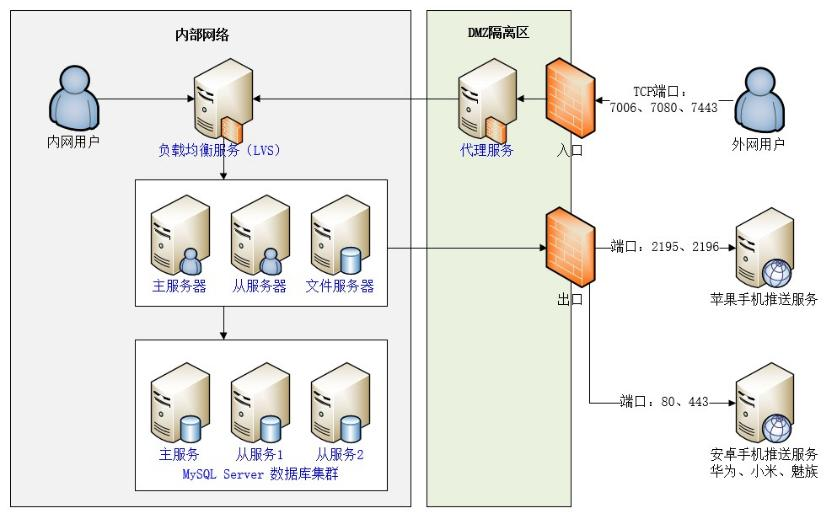 内部网络
DMZ隔离区
TCP端口：
7006、7080、7443
内网用户
负载均衡服务（LVS）
代理服务
入口
外网用户
端口：2195、2196
主服务器
从服务器
文件服务器
出口
苹果手机推送服务
端口：80、443
主服务
从服务1
从服务2
MySQL Server 数据库集群
安卓手机推送服务
华为、小米、魅族